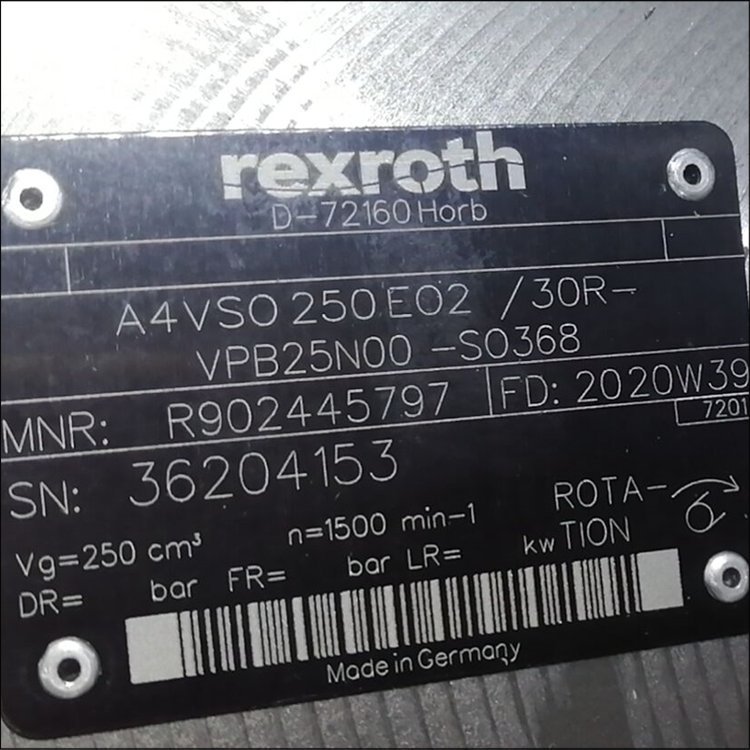 rexroth
D-72160 Horb
A4VSO 250 EO2 /30R-
VPB25N00 -SO368
MNR: R902445797 FD: 2020W39
7201
SN: 36204153
Vg=250 cm³ n=1500 min-1 ROTA-
DR= bar FR= bar LR= kw TION
Made in Germany